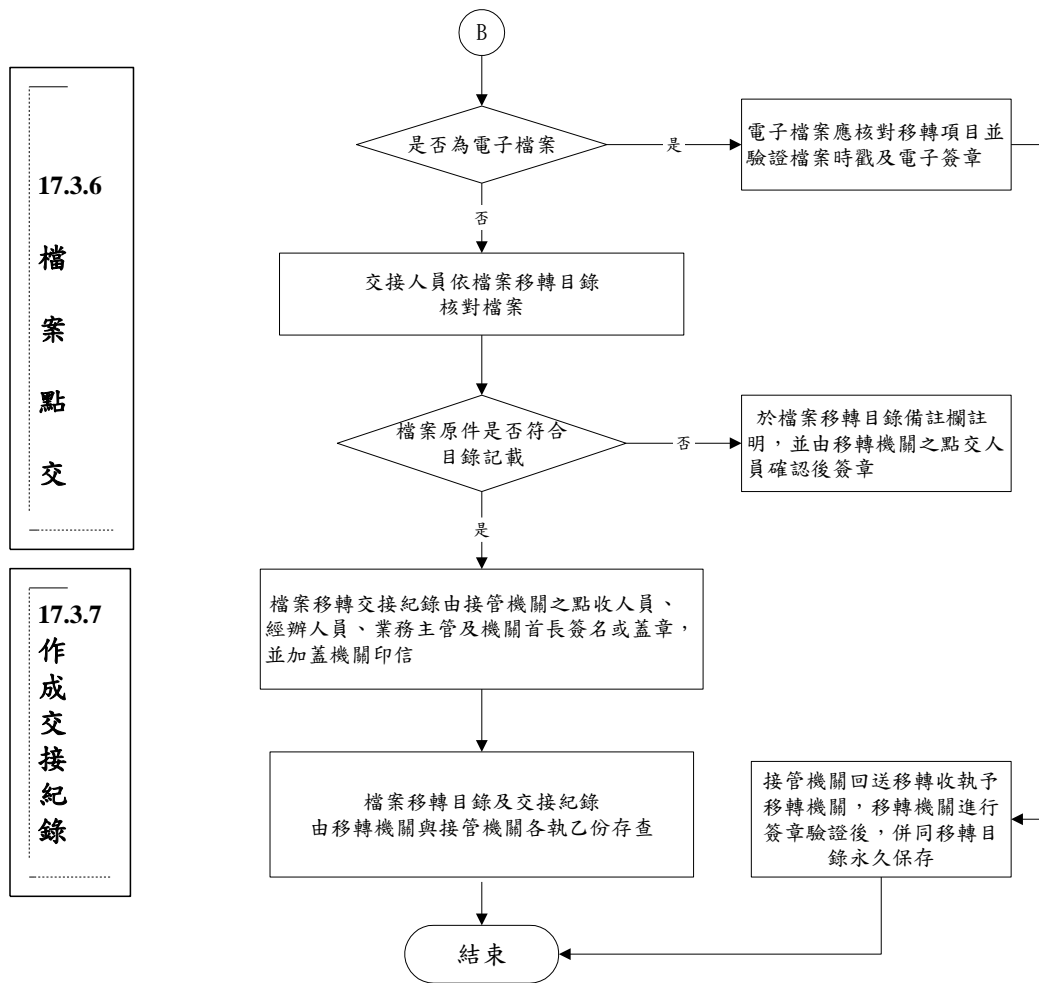 B
17.3.6
檔
案
點
交
是否為電子檔案
是
電子檔案應核對移轉項目並
驗證檔案時戳及電子簽章
否
交接人員依檔案移轉目錄
核對檔案
檔案原件是否符合
目錄記載
否
於檔案移轉目錄備註欄註
明，並由移轉機關之點交人
員確認後簽章
是
17.3.7
作
成
交
接
紀
錄
檔案移轉交接紀錄由接管機關之點收人員、
經辦人員、業務主管及機關首長簽名或蓋章，
並加蓋機關印信
檔案移轉目錄及交接紀錄
由移轉機關與接管機關各執乙份存查
接管機關回送移轉收執予
移轉機關，移轉機關進行
簽章驗證後，併同移轉目
錄永久保存
結束